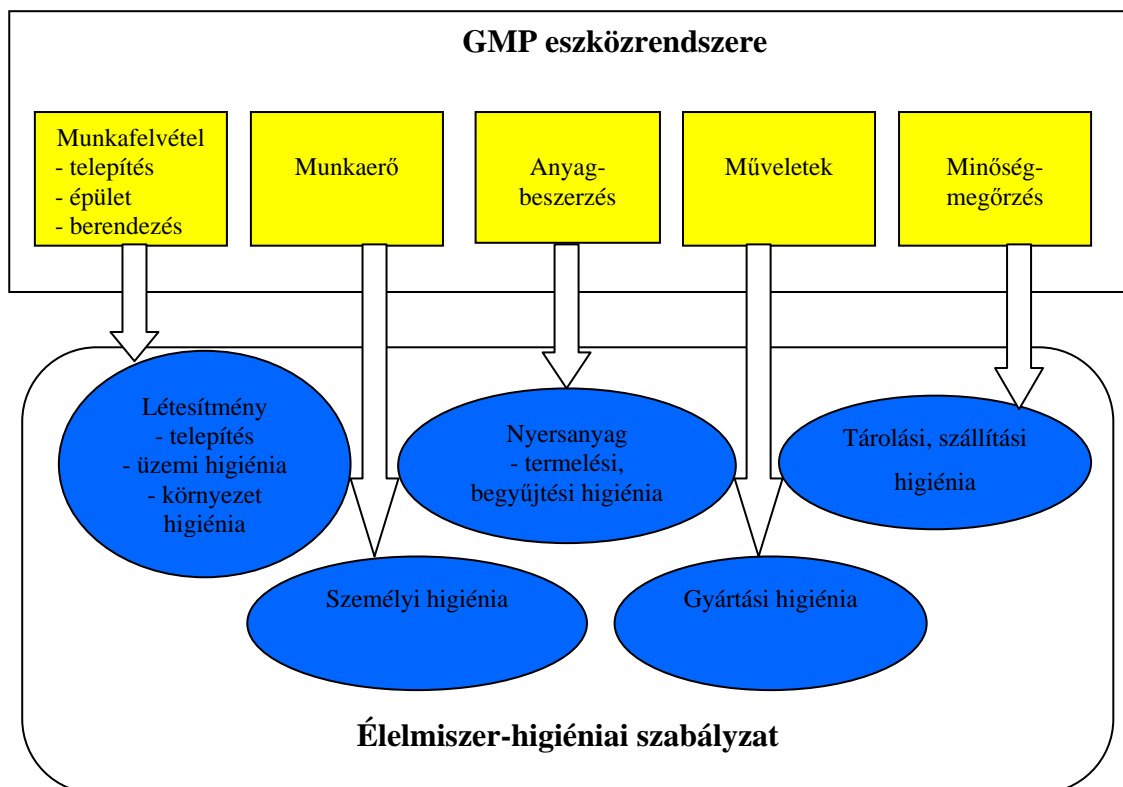 GMP eszközrendszere
Munkafelvétel
- telepítés
- épület
- berendezés
Munkaerő
Anyag-
beszerzés
Műveletek
Minőség-
megőrzés
Létesítmény
- telepítés
- üzemi higiénia
- környezet
higiénia
Nyersanyag
- termelési,
begyűjtési higiénia
Tárolási, szállítási
higiénia
Személyi higiénia
Gyártási higiénia
Élelmiszer-higiéniai szabályzat